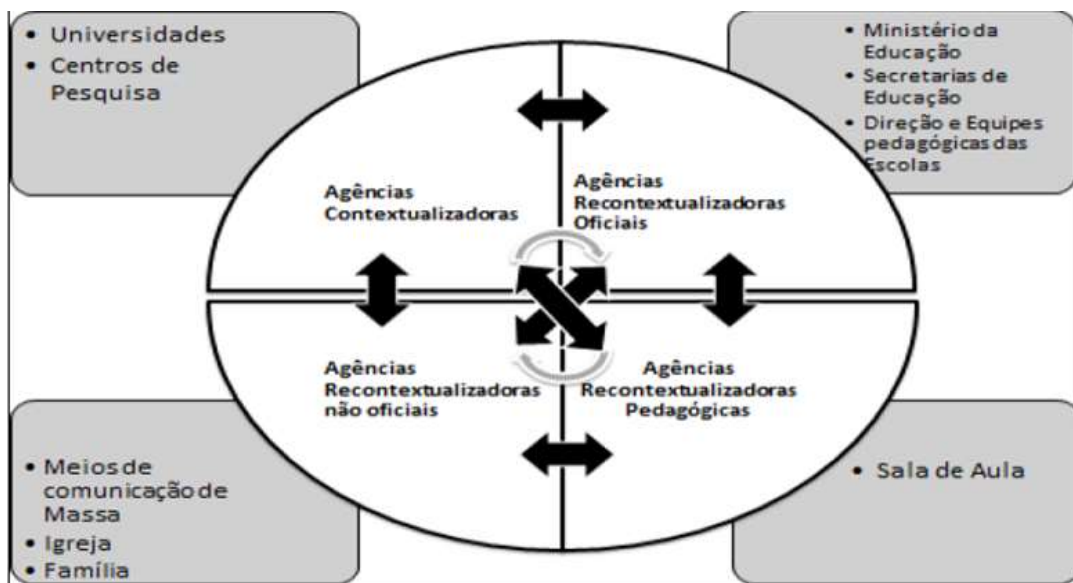 • Universidades
• Centros de
Pesquisa
• Ministério da
Educação
• Secretarias de
Educação
• Direção e Equipes
pedagógicas das
Escolas
Agências
Contextualizadoras
Agências
Recontextualizadoras
Oficiais
Agências
Recontextualizadoras
não oficiais
Agências
Recontextualizadoras
Pedagógicas
• Meios de
comunicação de
Massa
• Igreja
• Família
• Sala de Aula